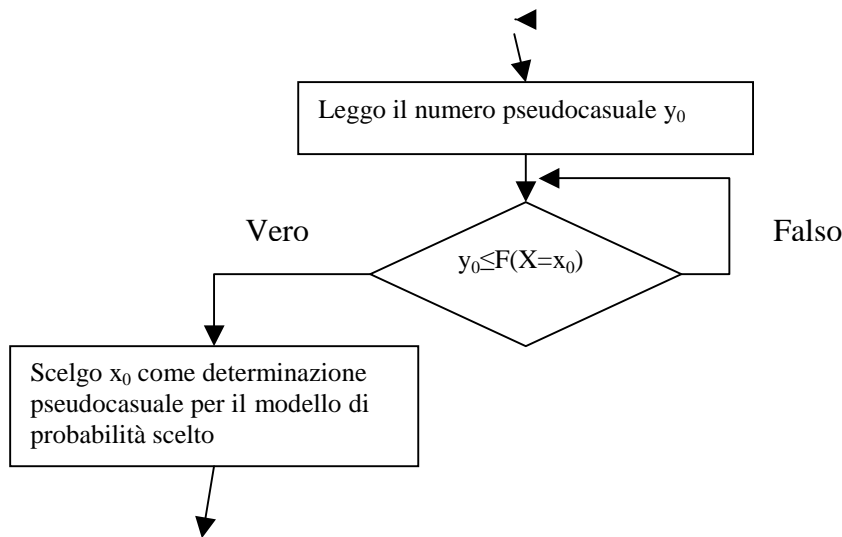 Leggo il numero pseudocasuale y₀
Vero
Falso
y₀≤F(X=x₀)
Scelgo x₀ come determinazione
pseudocasuale per il modello di
probabilità scelto